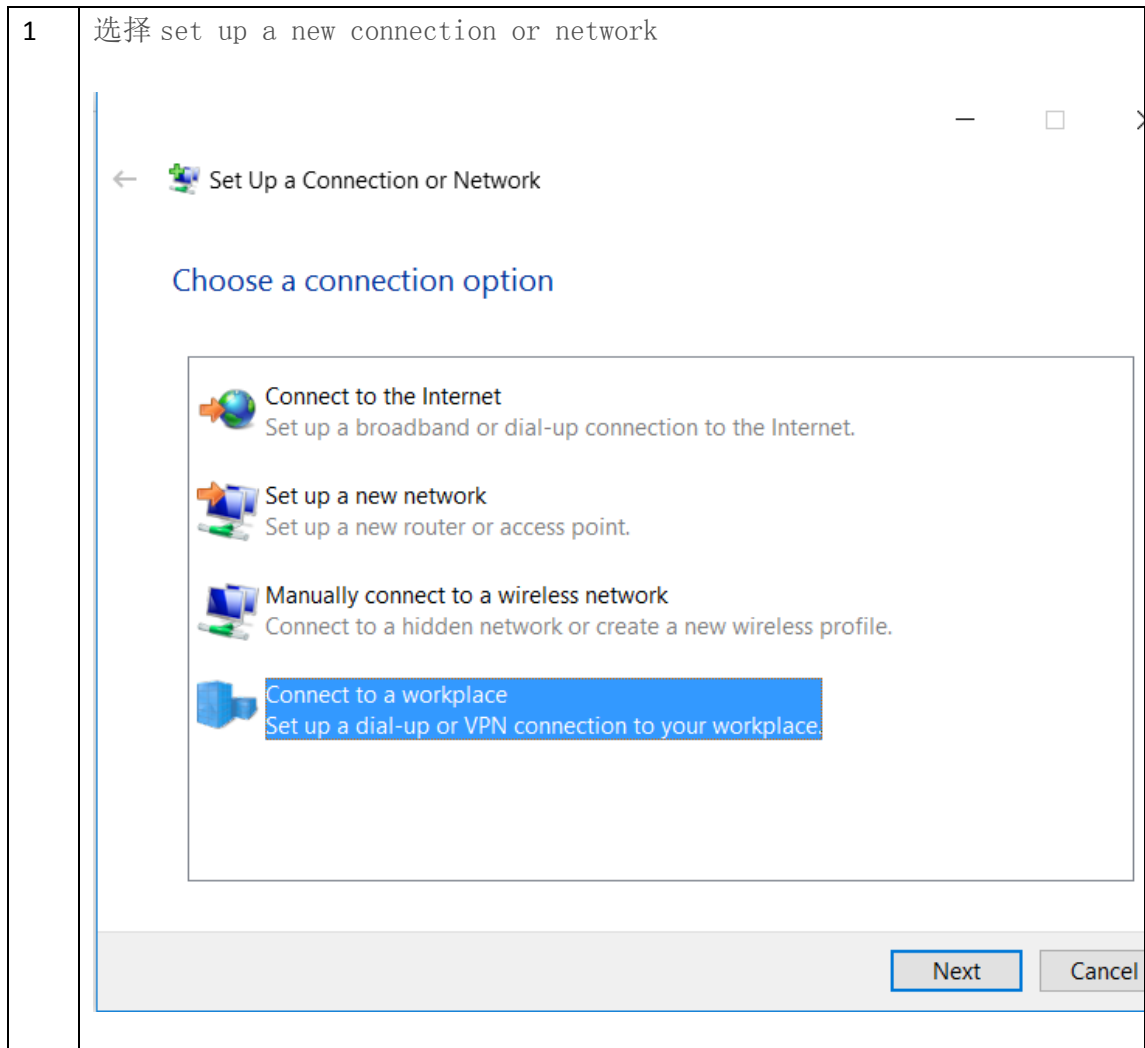 1
选择 set up a new connection or network
Set Up a Connection or Network
Choose a connection option
Connect to the Internet
Set up a broadband or dial-up connection to the Internet.
Set up a new network
Set up a new router or access point.
Manually connect to a wireless network
Connect to a hidden network or create a new wireless profile.
Connect to a workplace
Set up a dial-up or VPN connection to your workplace.
Next Cancel